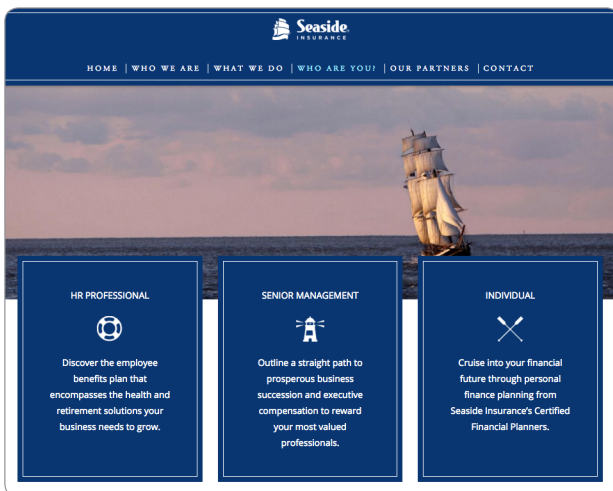 Seaside
INSURANCE
HOME | WHO WE ARE | WHAT WE DO | WHO ARE YOU? | OUR PARTNERS | CONTACT
HR PROFESSIONAL
Discover the employee
benefits plan that
encompasses the health and
retirement solutions your
business needs to grow.
SENIOR MANAGEMENT
Outline a straight path to
prosperous business
succession and executive
compensation to reward
your most valued
professionals.
INDIVIDUAL
Cruise into your financial
future through personal
finance planning from
Seaside Insurance's Certified
Financial Planners.